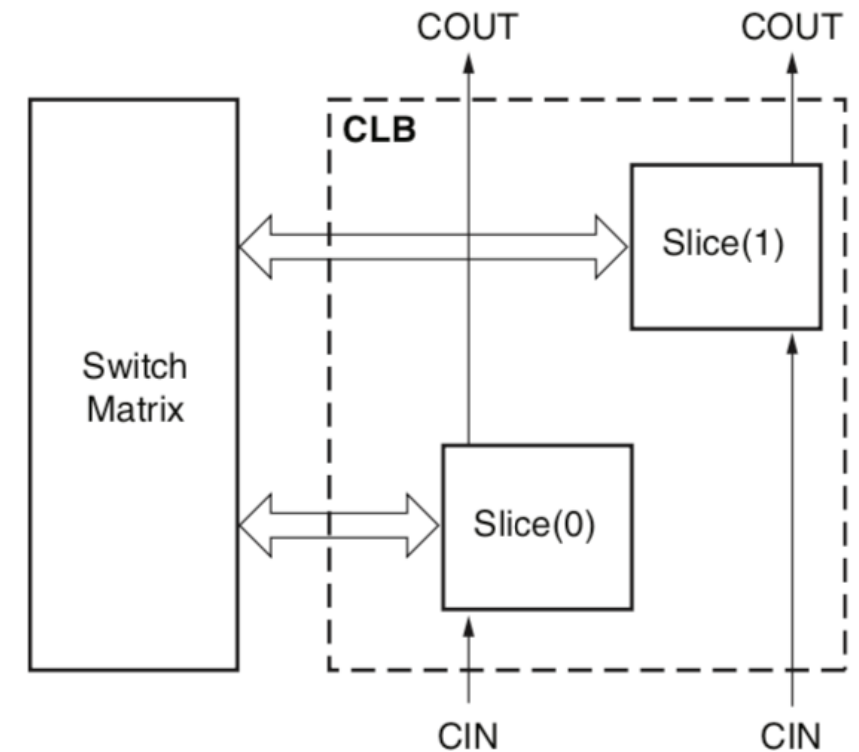 COUT
COUT
CLB
Slice(1)
Switch
Matrix
Slice(0)
CIN
CIN